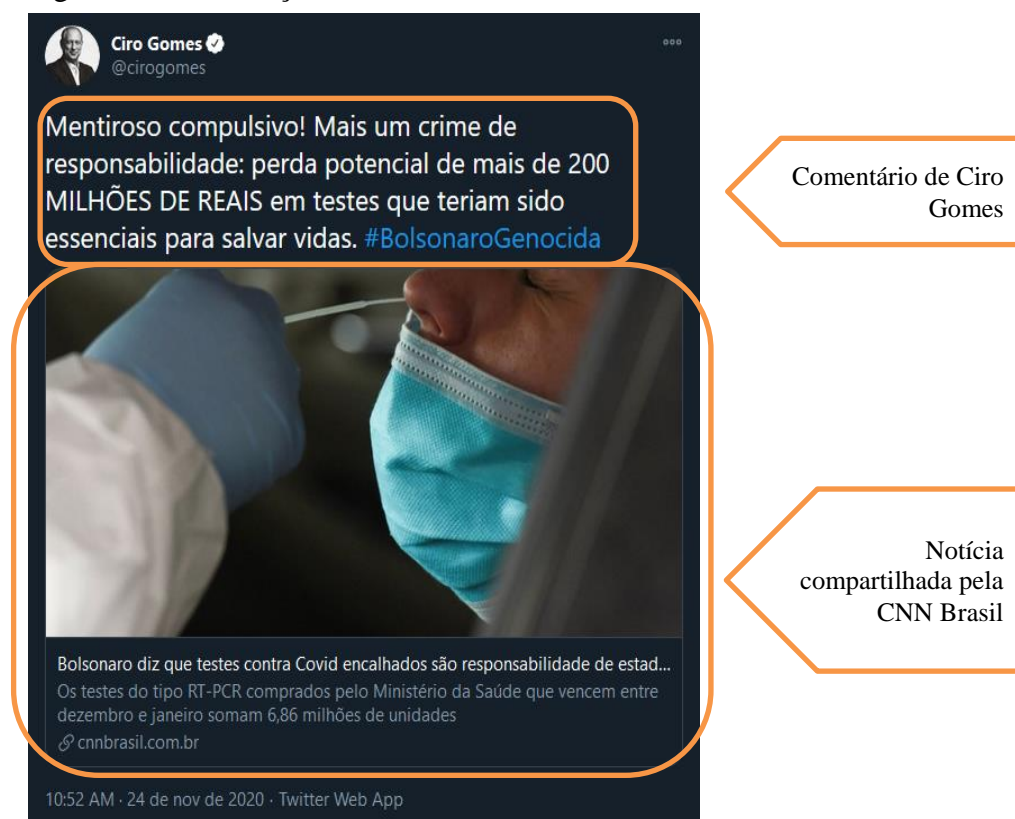 Ciro Gomes
@cirogomes
Mentiroso compulsivo! Mais um crime de
responsabilidade: perda potencial de mais de 200
MILHÕES DE REAIS em testes que teriam sido
essenciais para salvar vidas. #BolsonaroGenocida
Comentário de Ciro
Gomes
Notícia
compartilhada pela
CNN Brasil
Bolsonaro diz que testes contra Covid encalhados são responsabilidade de estad...
Os testes do tipo RT-PCR comprados pelo Ministério da Saúde que vencem entre
dezembro e janeiro somam 6,86 milhões de unidades
cnnbrasil.com.br
10:52 AM · 24 de nov de 2020 · Twitter Web App